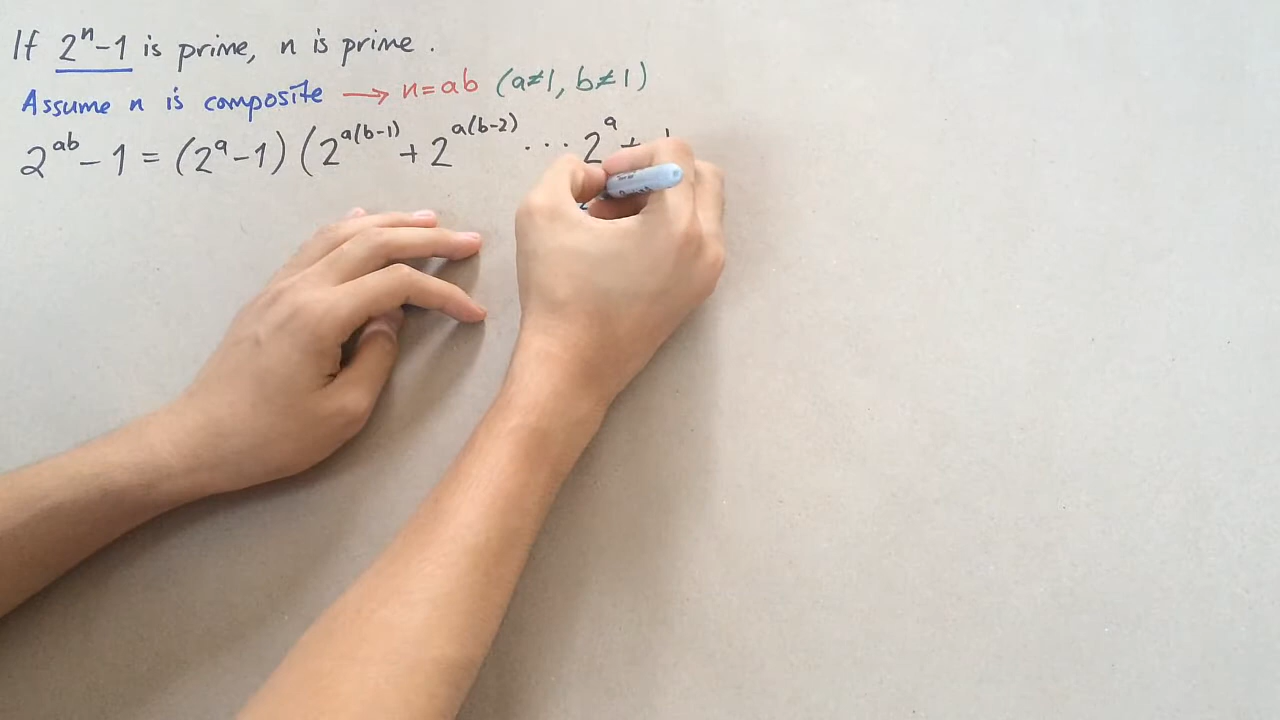 If 2ⁿ-1 is prime, n is prime.
Assume n is composite → n=ab (a≠1, b≠1)
2^{ab} - 1 = (2^a - 1) (2^{a(b-1)} + 2^{a(b-2)} ... 2^a +